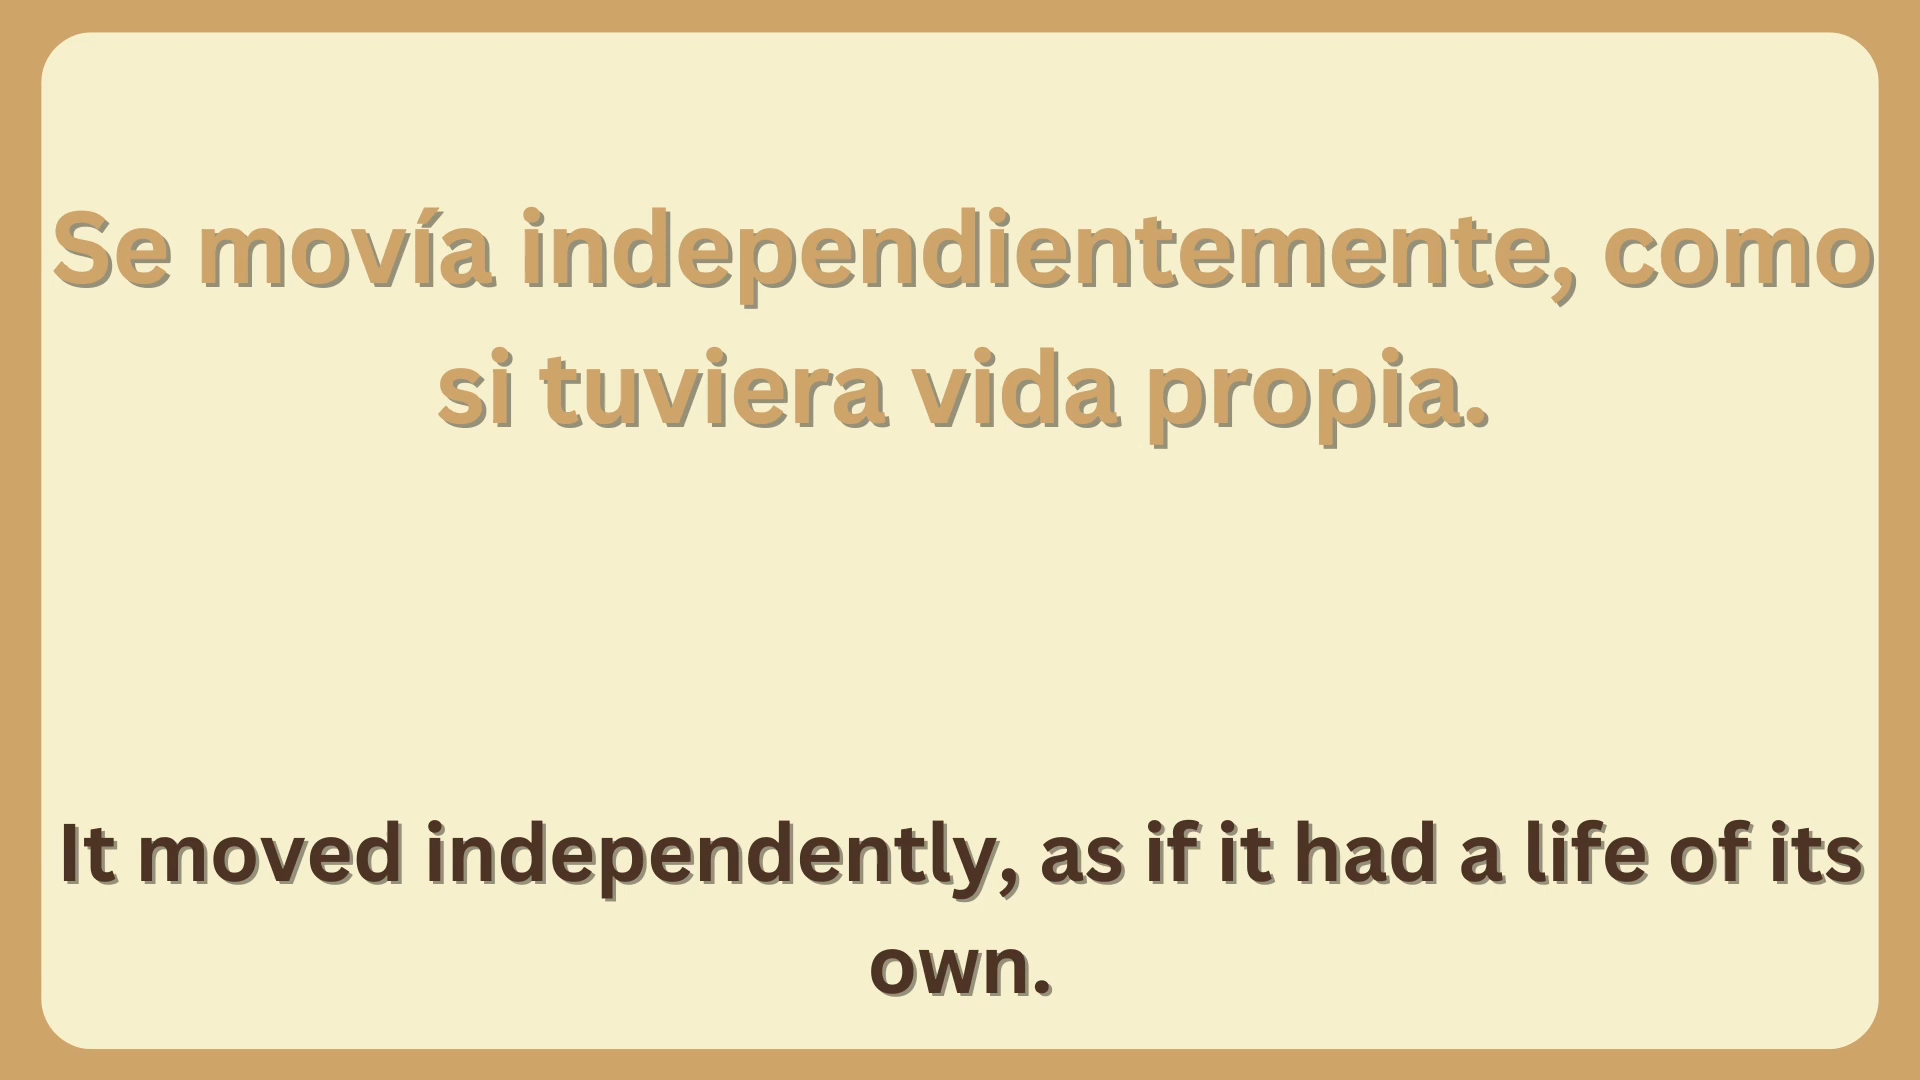 Se movía independientemente, como
si tuviera vida propia.
It moved independently, as if it had a life of its
own.